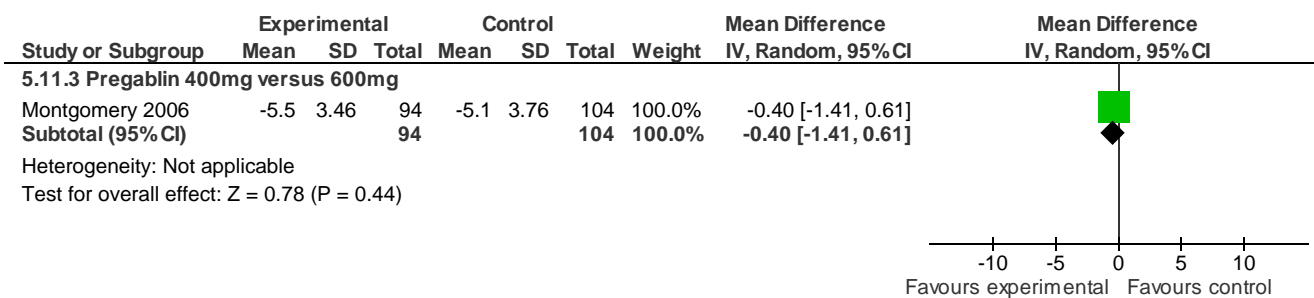 Experimental Control Mean Difference Mean Difference
Study or Subgroup Mean SD Total Mean SD Total Weight IV, Random, 95% CI IV, Random, 95% CI
5.11.3 Pregablin 400mg versus 600mg
Montgomery 2006 -5.5 3.46 94 -5.1 3.76 104 100.0% -0.40 [-1.41, 0.61]
Subtotal (95% CI) 94 104 100.0% -0.40 [-1.41, 0.61]
Heterogeneity: Not applicable
Test for overall effect: Z = 0.78 (P = 0.44)
-10 -5 0 5 10
Favours experimental Favours control